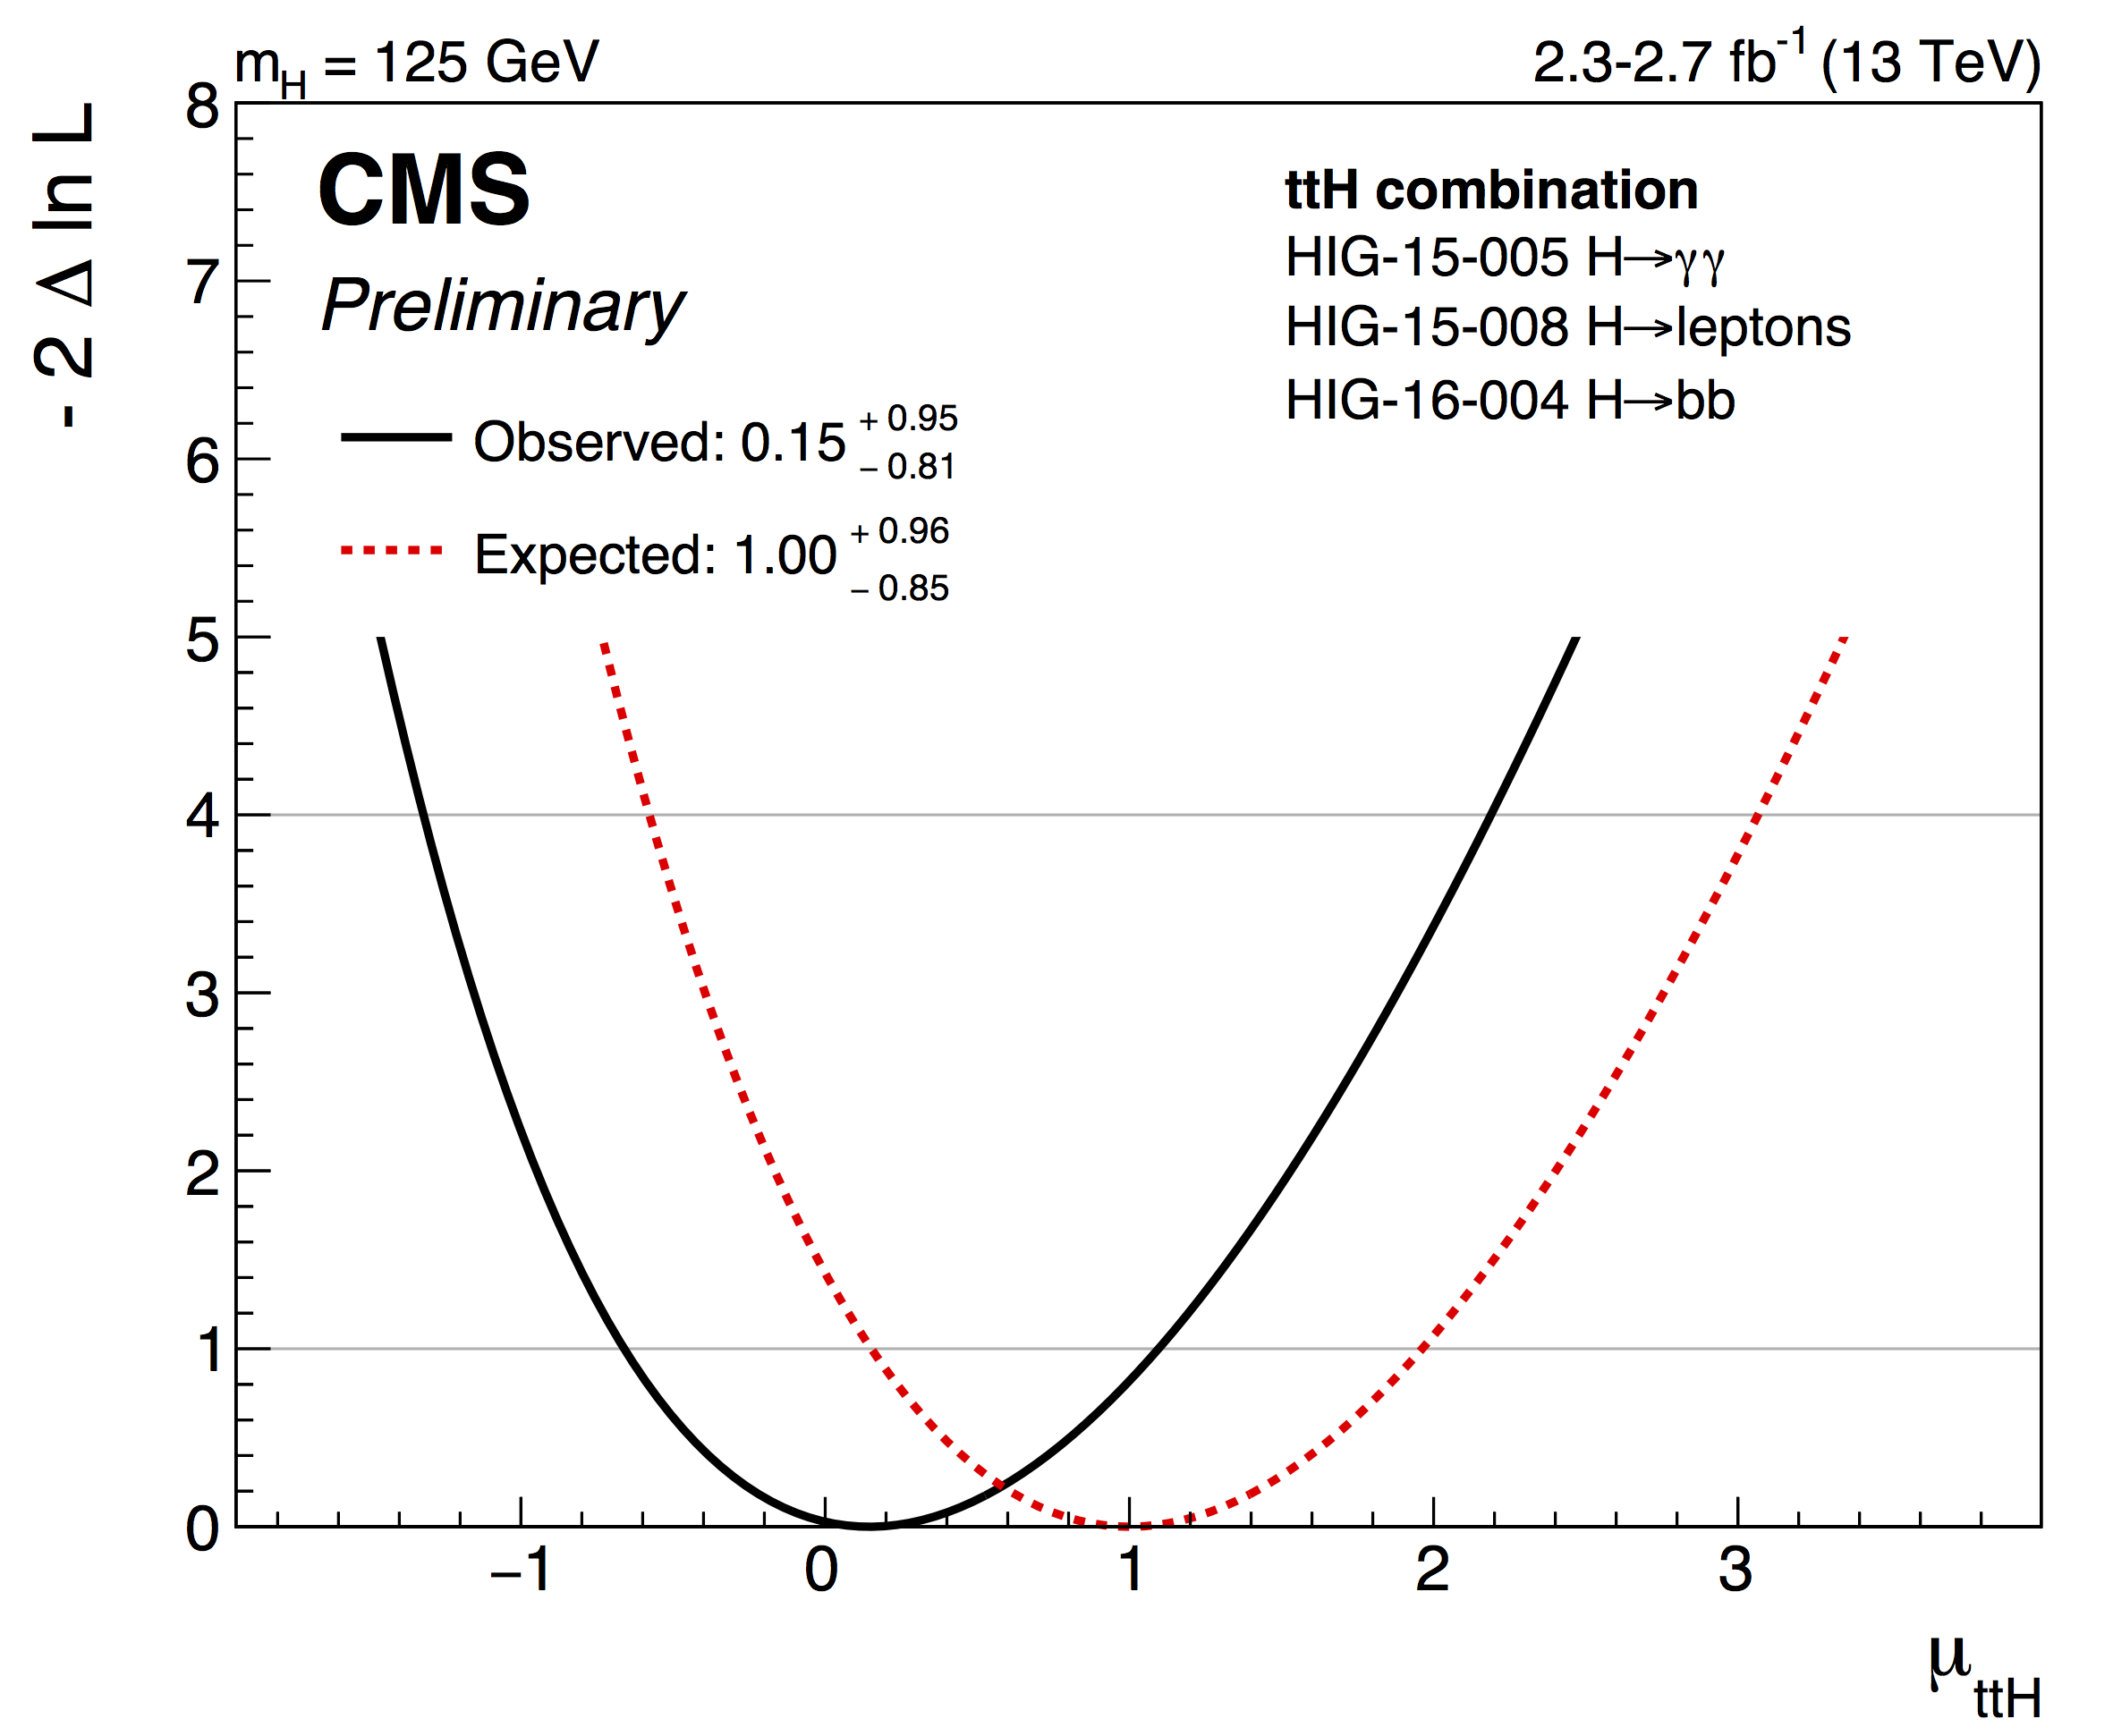 m_H = 125 GeV
2.3-2.7 fb^-1 (13 TeV)
- 2 Δ ln L
CMS
Preliminary
ttH combination
HIG-15-005 H→γγ
HIG-15-008 H→leptons
HIG-16-004 H→bb
Observed: 0.15 + 0.95 − 0.81
Expected: 1.00 + 0.96 − 0.85
8
7
6
5
4
3
2
1
0
−1 0 1 2 3
μ_ttH